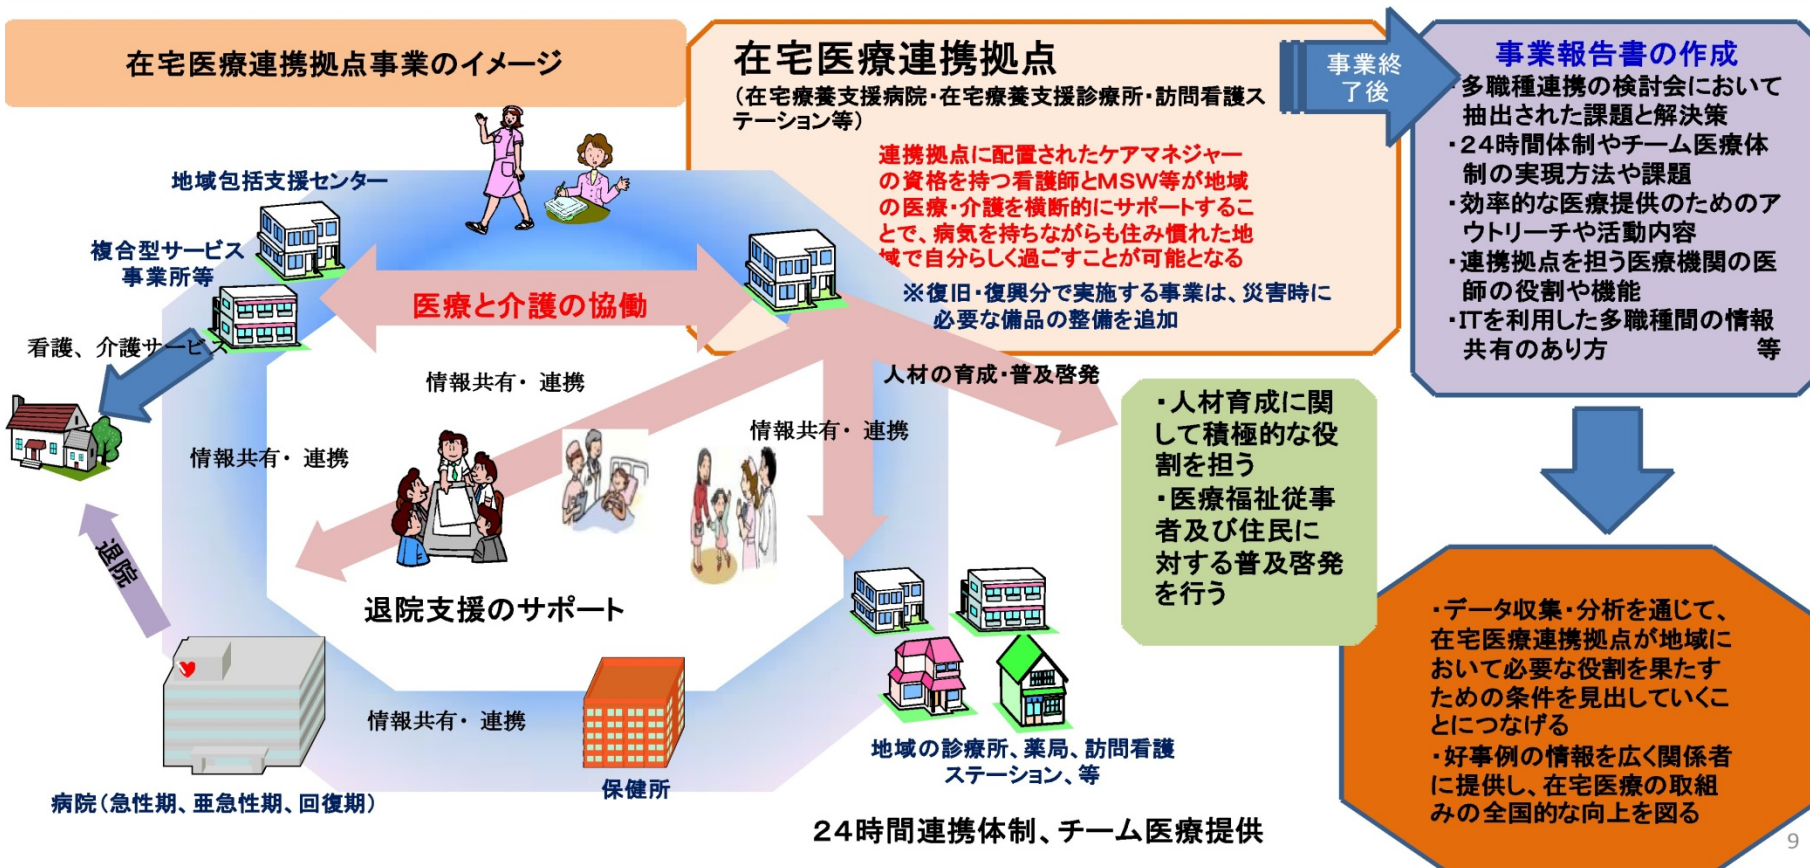 在宅医療連携拠点事業のイメージ
在宅医療連携拠点
（在宅療養支援病院・在宅療養支援診療所・訪問看護ス
テーション等）
連携拠点に配置されたケアマネジャー
の資格を持つ看護師とMSW等が地域
の医療・介護を横断的にサポートするこ
とで、病気を持ちながらも住み慣れた地
域で自分らしく過ごすことが可能となる
※復旧・復興分で実施する事業は、災害時に
必要な備品の整備を追加
事業終
了後
事業報告書の作成
・多職種連携の検討会において
抽出された課題と解決策
・２４時間体制やチーム医療体
制の実現方法や課題
・効率的な医療提供のためのア
ウトリーチや活動内容
・連携拠点を担う医療機関の医
師の役割や機能
・ITを利用した多職種間の情報
共有のあり方　等
地域包括支援センター
複合型サービス
事業所等
医療と介護の協働
看護、介護サービス
情報共有・連携
人材の育成・普及啓発
情報共有・連携
情報共有・連携
・人材育成に関
して積極的な役
割を担う
・医療福祉従事
者及び住民に
対する普及啓発
を行う
退院
退院支援のサポート
情報共有・連携
病院（急性期、亜急性期、回復期）
保健所
地域の診療所、薬局、訪問看護
ステーション、等
２４時間連携体制、チーム医療提供
・データ収集・分析を通じて、
在宅医療連携拠点が地域に
おいて必要な役割を果たす
ための条件を見出していくこ
とにつなげる
・好事例の情報を広く関係者
に提供し、在宅医療の取組
みの全国的な向上を図る
9